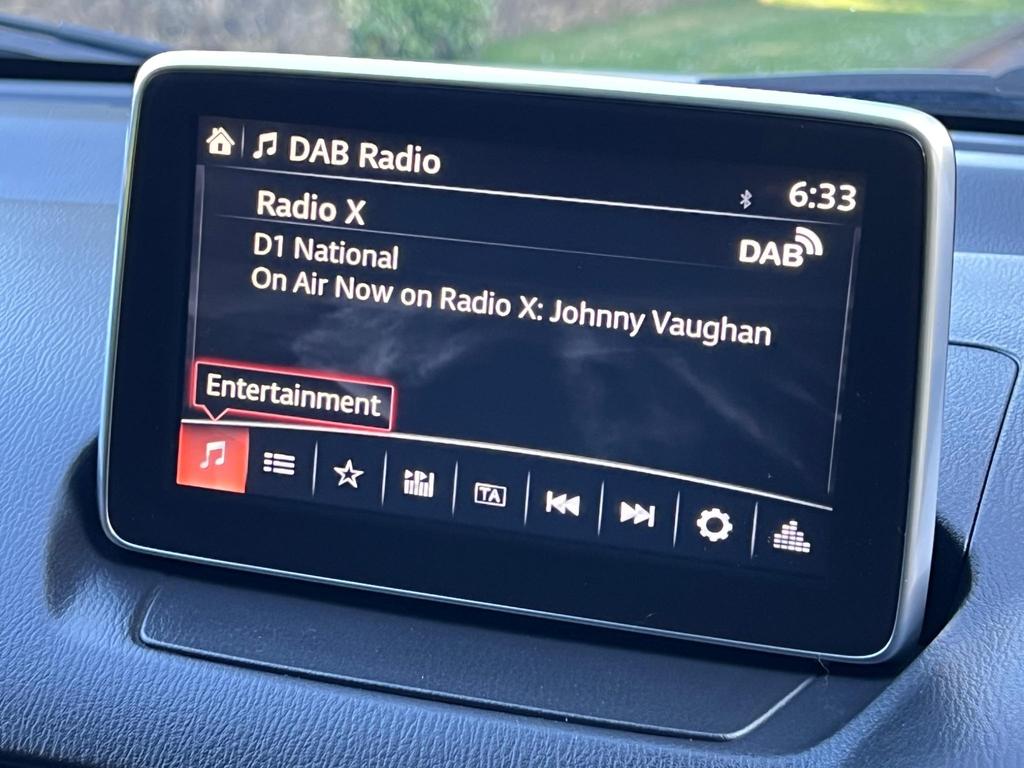 DAB Radio
6:33
Radio X
DAB
D1 National
On Air Now on Radio X: Johnny Vaughan
Entertainment
TA